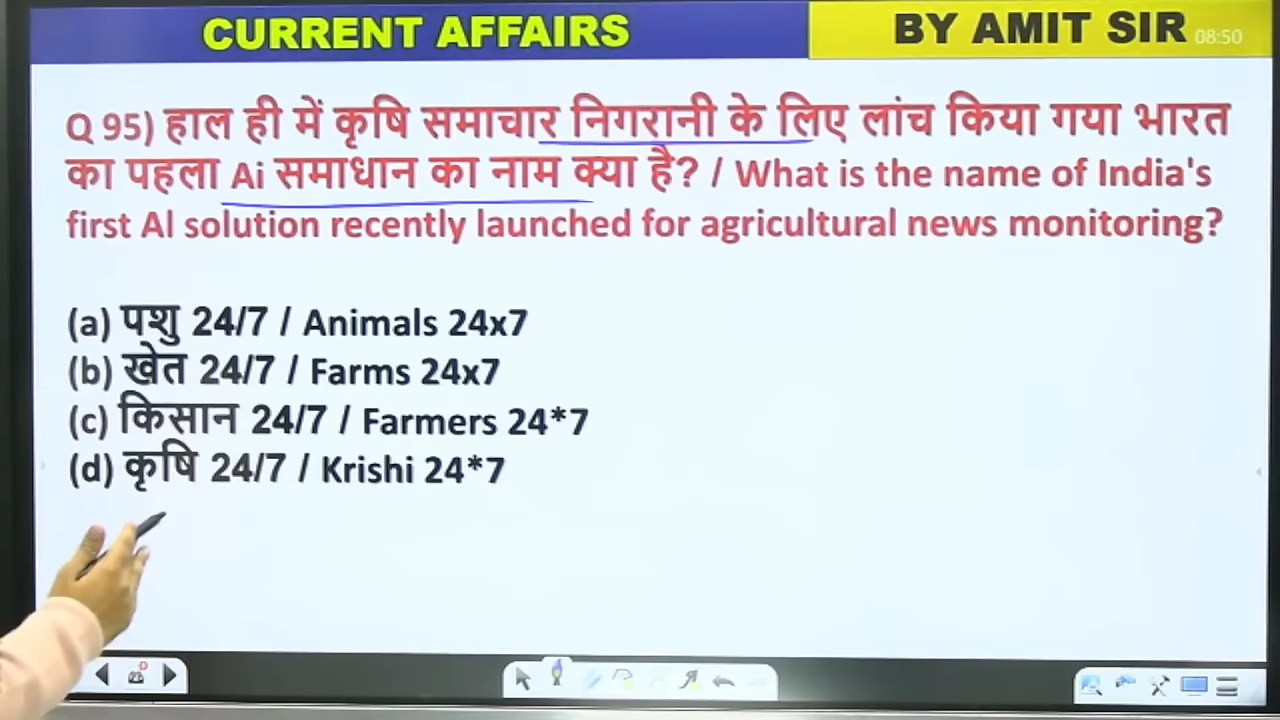 CURRENT AFFAIRS
BY AMIT SIR
08:50
Q 95) हाल ही में कृषि समाचार निगरानी के लिए लांच किया गया भारत
का पहला Ai समाधान का नाम क्या है? / What is the name of India's
first Al solution recently launched for agricultural news monitoring?
(a) पशु 24/7 / Animals 24x7
(b) खेत 24/7 / Farms 24x7
(c) किसान 24/7 / Farmers 24*7
(d) कृषि 24/7 / Krishi 24*7